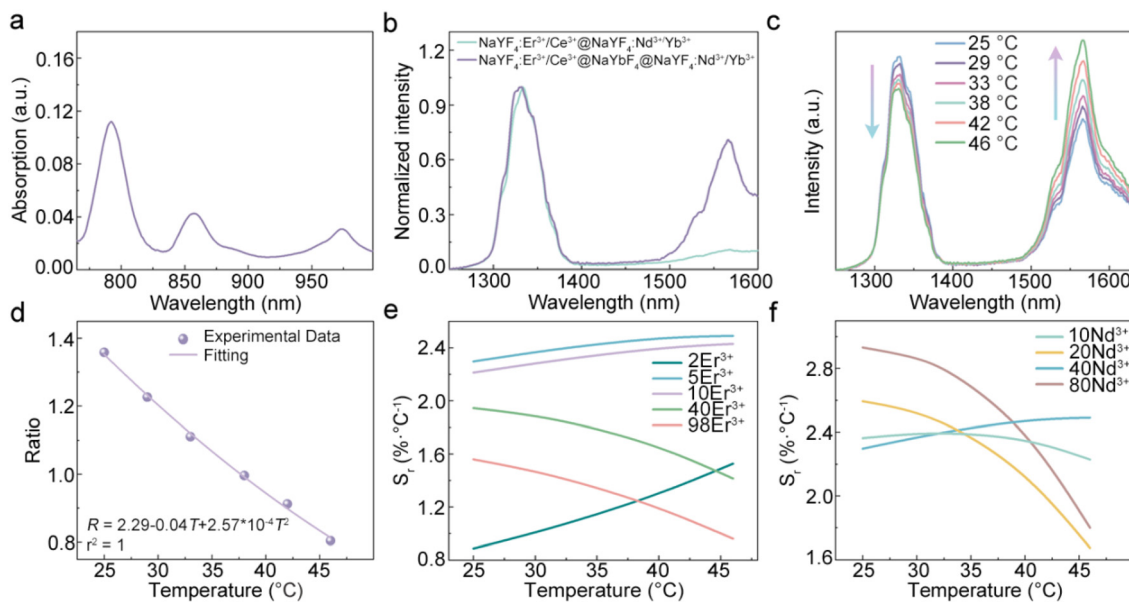 a
0.16
0.12
0.08
0.04
0.00
Absorption (a.u.)
800
850
900
950
Wavelength (nm)
b
1.2
0.9
0.6
0.3
0.0
Normalized intensity
NaYF₄:Er³⁺/Ce³⁺@NaYF₄:Nd³⁺/Yb³⁺
NaYF₄:Er³⁺/Ce³⁺@NaYbF₄@NaYF₄:Nd³⁺/Yb³⁺
1300
1400
1500
1600
Wavelength (nm)
c
Intensity (a.u.)
25 °C
29 °C
33 °C
38 °C
42 °C
46 °C
1300
1400
1500
1600
Wavelength (nm)
d
1.4
1.2
1.0
0.8
Ratio
Experimental Data
Fitting
R = 2.29-0.04T+2.57*10⁻⁴T²
r² = 1
25
30
35
40
45
Temperature (°C)
e
2.4
2.0
1.6
1.2
0.8
Sᵣ (%·°C⁻¹)
2Er³⁺
5Er³⁺
10Er³⁺
40Er³⁺
98Er³⁺
25
30
35
40
45
Temperature (°C)
f
2.8
2.4
2.0
1.6
Sᵣ (%·°C⁻¹)
10Nd³⁺
20Nd³⁺
40Nd³⁺
80Nd³⁺
25
30
35
40
45
Temperature (°C)